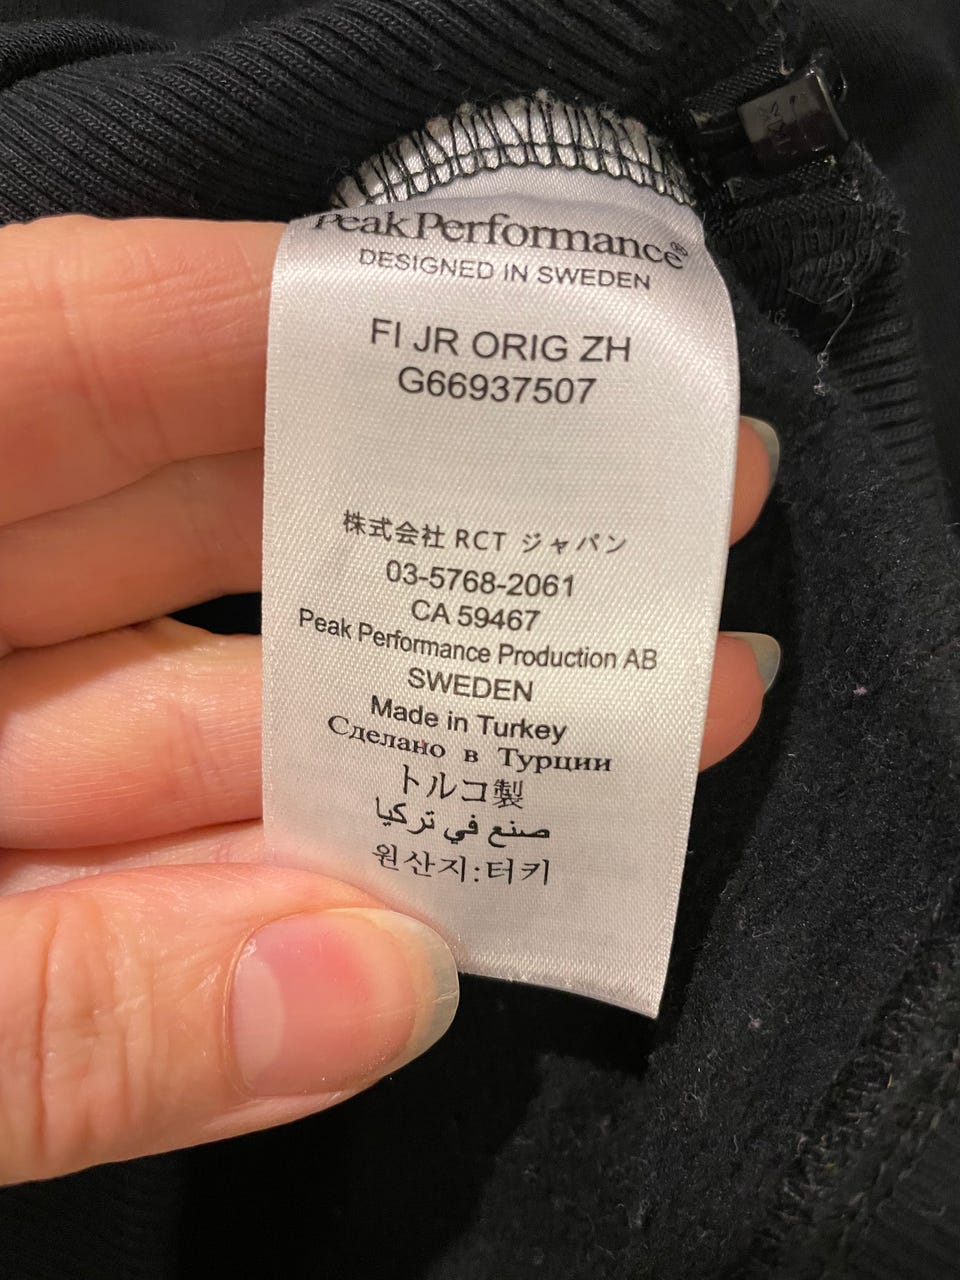 Peak Performance®
DESIGNED IN SWEDEN
FI JR ORIG ZH
G66937507
株式会社 RCT ジャパン
03-5768-2061
CA 59467
Peak Performance Production AB
SWEDEN
Made in Turkey
Сделано в Турции
トルコ製
صنع في تركيا
원산지:터키